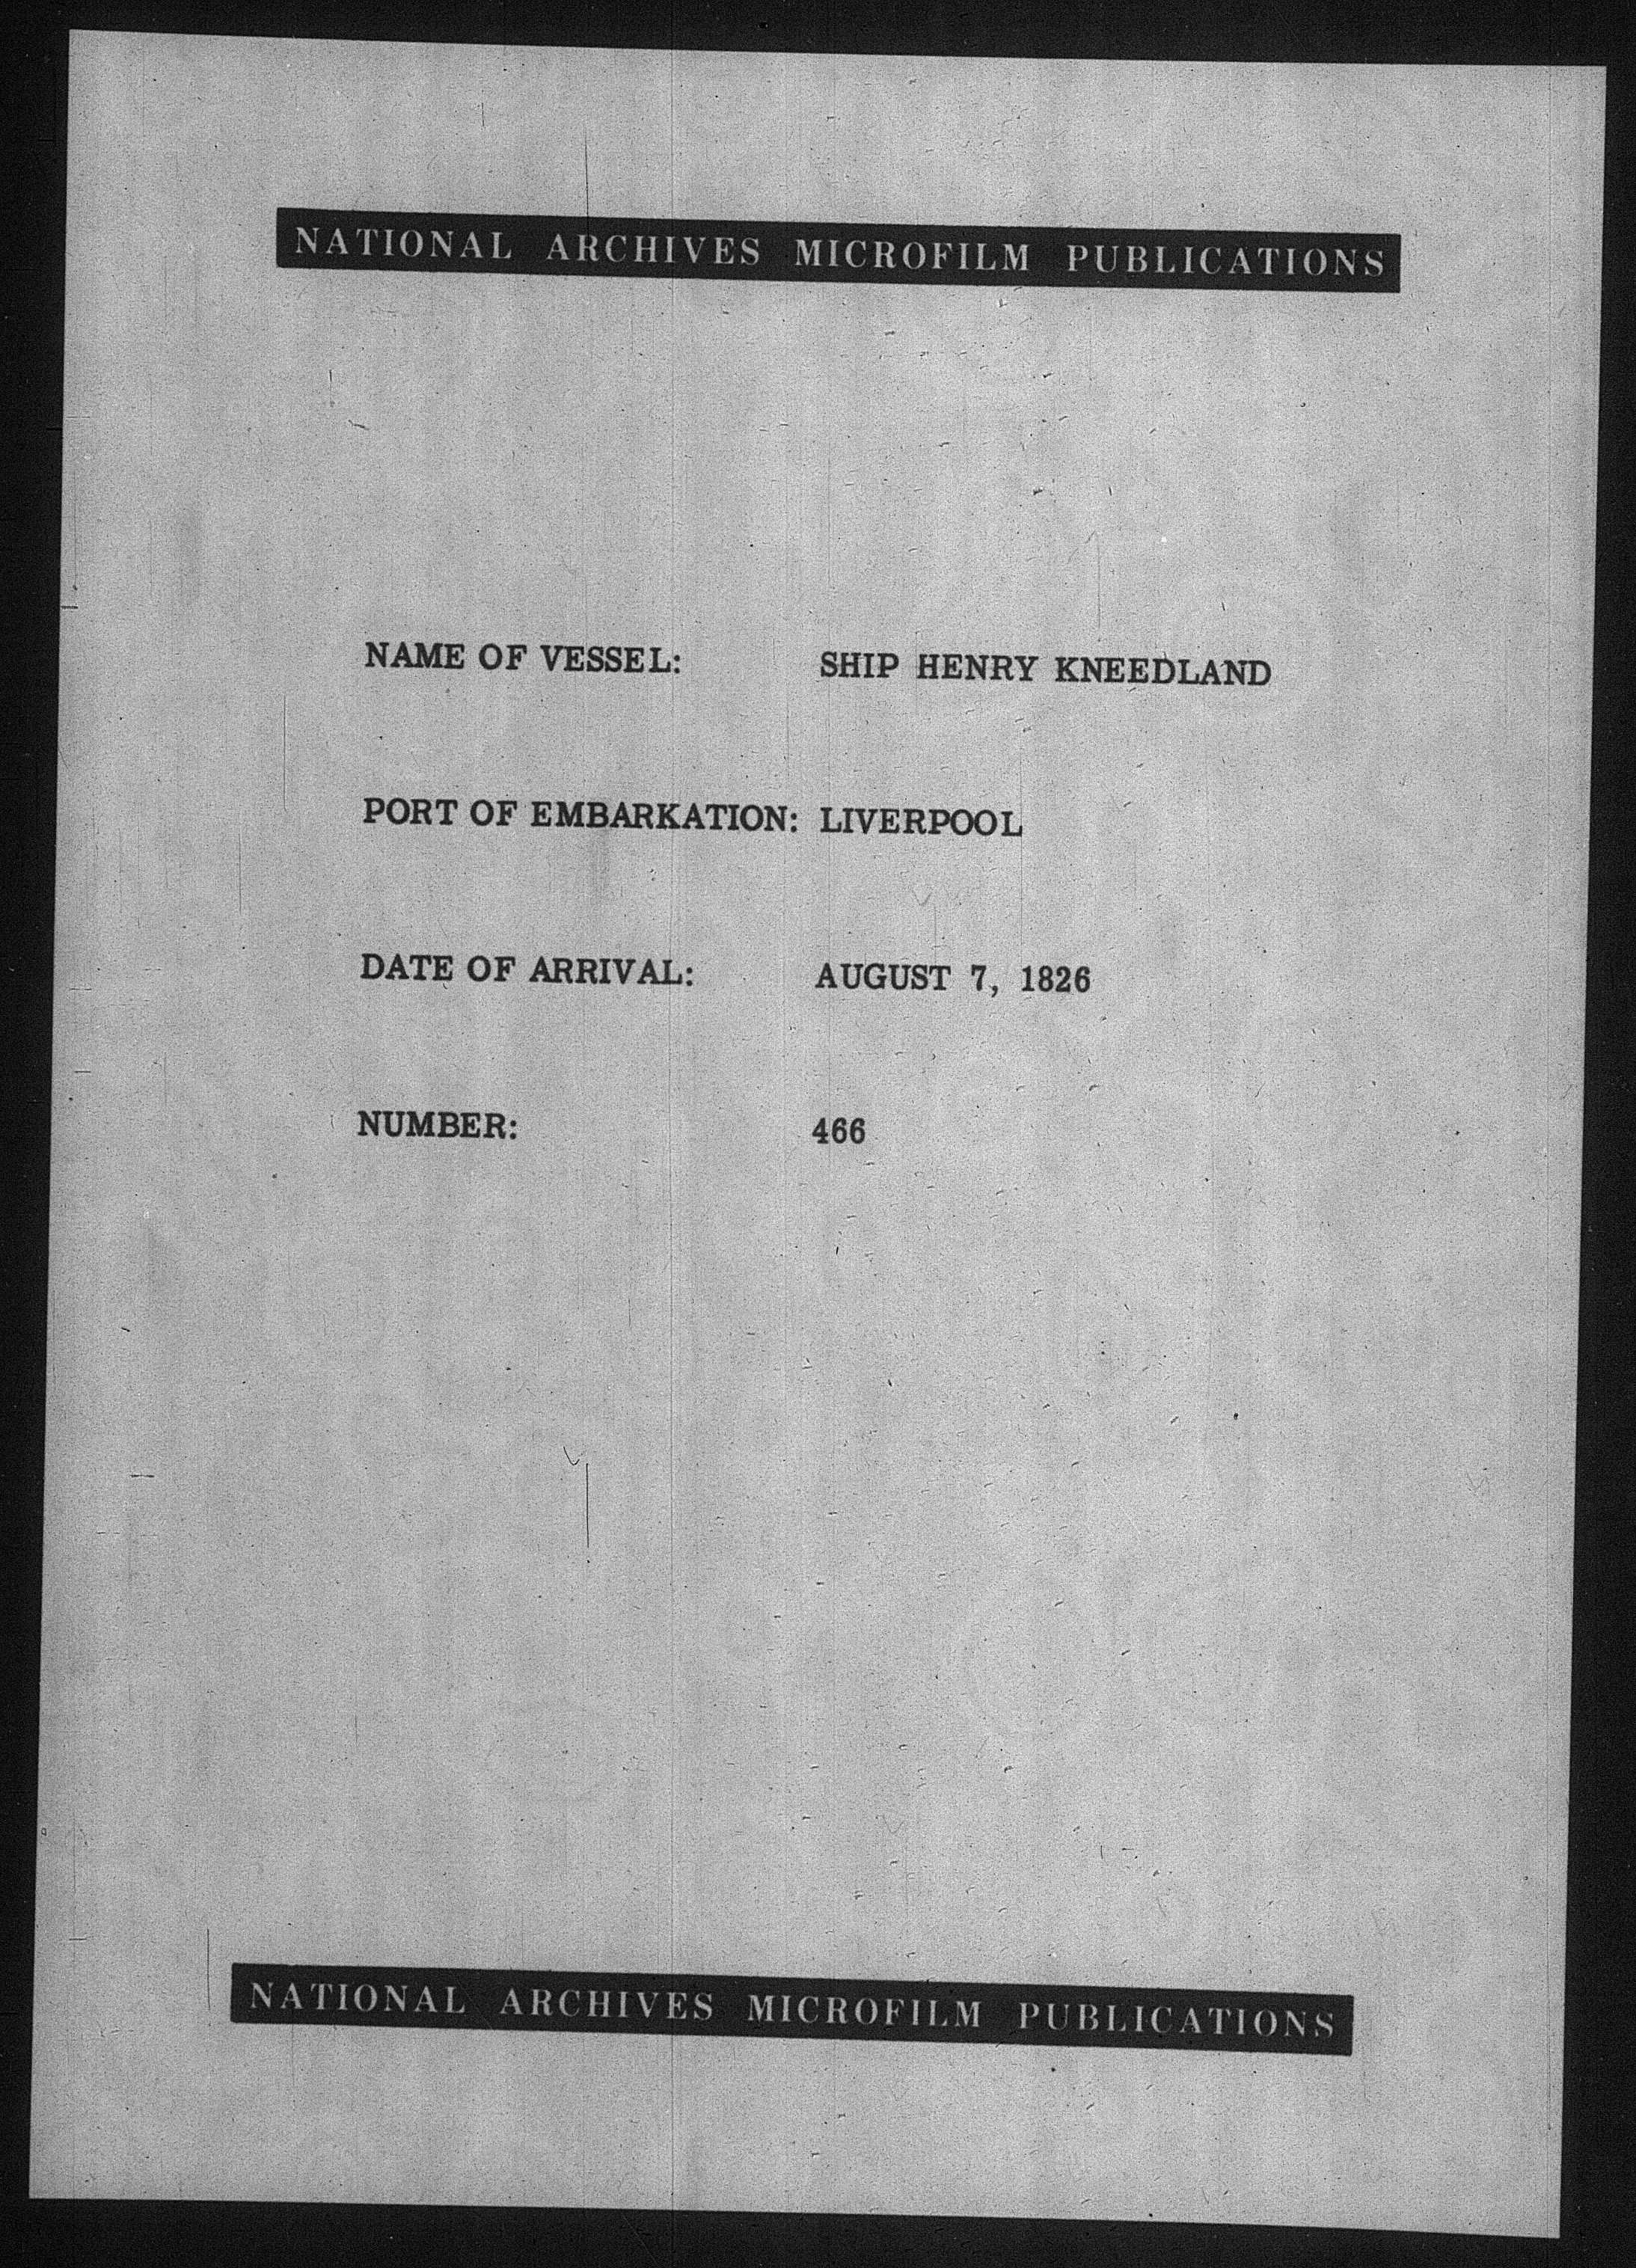 NATIONAL ARCHIVES MICROFILM PUBLICATIONS
NAME OF VESSEL: SHIP HENRY KNEEDLAND
PORT OF EMBARKATION: LIVERPOOL
DATE OF ARRIVAL: AUGUST 7, 1826
NUMBER: 466
NATIONAL ARCHIVES MICROFILM PUBLICATIONS